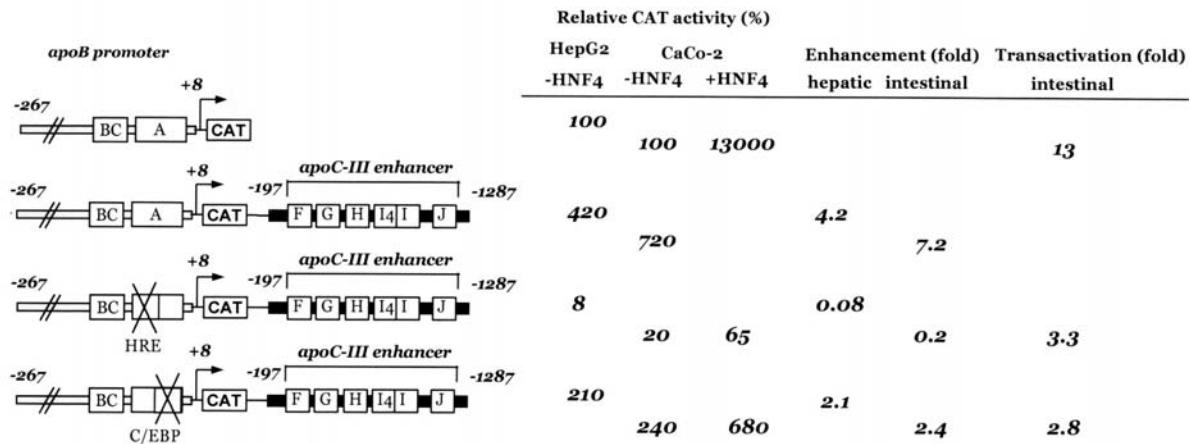 Relative CAT activity (%)
apoB promoter
HepG2 CaCo-2 Enhancement (fold) Transactivation (fold)
-HNF4 -HNF4 +HNF4 hepatic intestinal intestinal
+8
-267
BC A CAT
100
100 13000 13
apoC-III enhancer
+8
-267 -197 -1287
BC A CAT F G H I4 I J
420 4.2
720 7.2
apoC-III enhancer
+8
-267 -197 -1287
BC CAT F G H I4 I J
8 0.08
HRE
20 65 0.2 3.3
apoC-III enhancer
+8
-267 -197 -1287
BC CAT F G H I4 I J
210 2.1
C/EBP
240 680 2.4 2.8